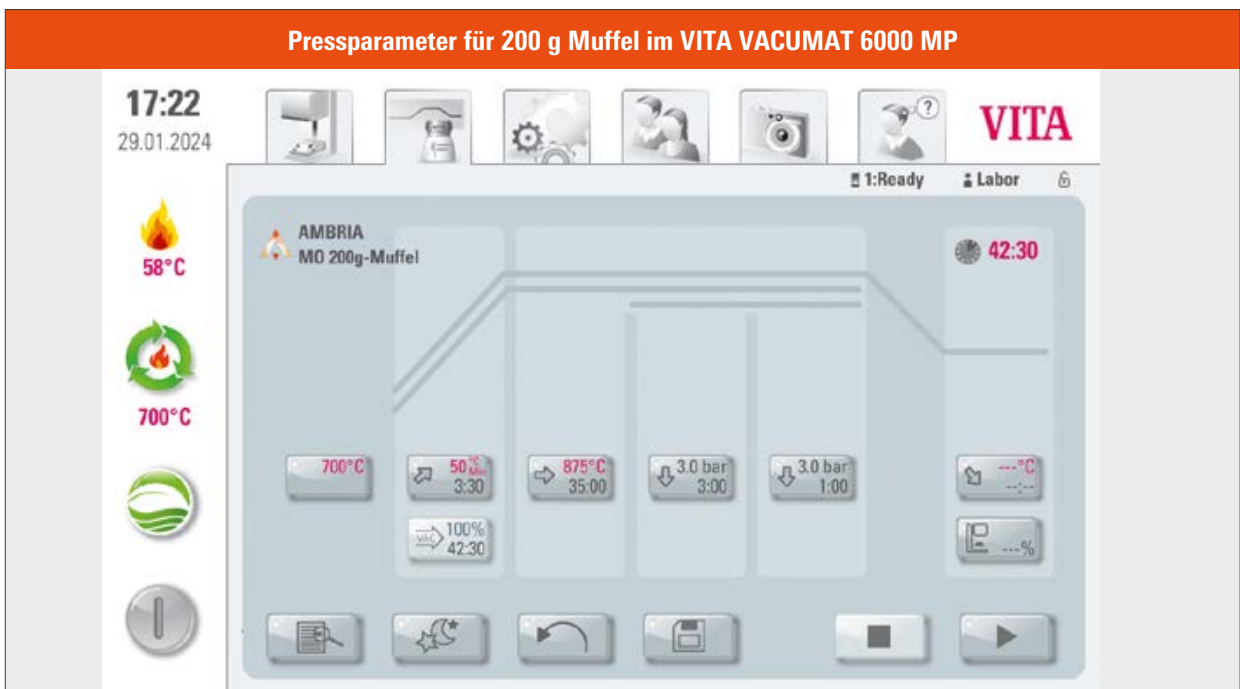 Pressparameter für 200 g Muffel im VITA VACUMAT 6000 MP
17:22
29.01.2024
?
VITA
1:Ready
Labor
58°C
AMBRIA
MO 200g-Muffel
42:30
700°C
700°C
50 °C/Min
3:30
875°C
35:00
3.0 bar
3:00
3.0 bar
1:00
---°C
--:--
VAC
100%
42:30
---%